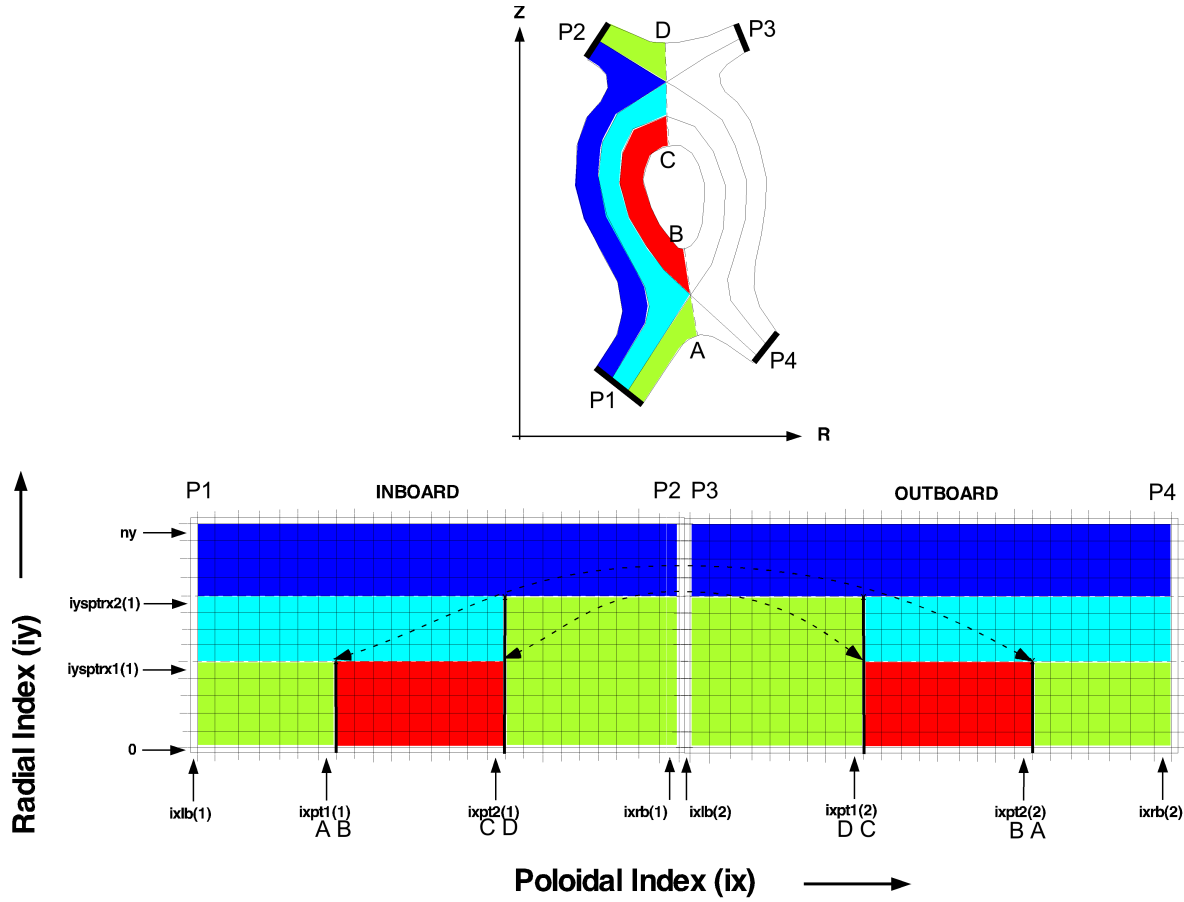 Z
P2
D
P3
C
B
A
P4
P1
R
P1
INBOARD
P2 P3
OUTBOARD
P4
ny
iysptrx2(1)
iysptrx1(1)
0
Radial Index (iy)
ixlb(1)
ixpt1(1)
ixpt2(1)
ixrb(1)
ixlb(2)
ixpt1(2)
ixpt2(2)
ixrb(2)
A B
C D
D C
B A
Poloidal Index (ix)